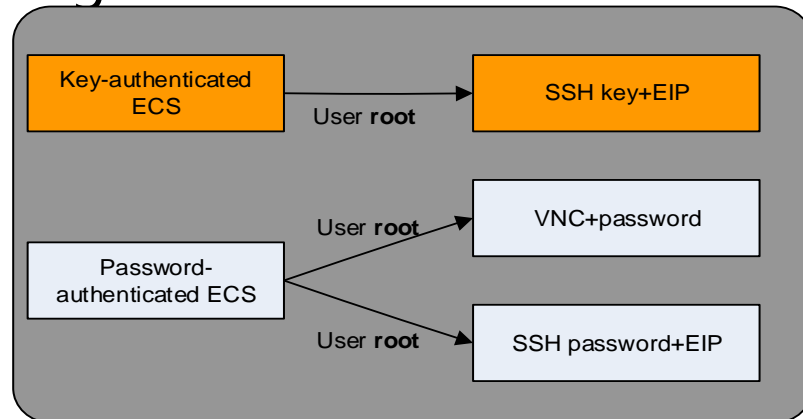 Key-authenticated
ECS
User root
SSH key+EIP
User root
VNC+password
Password-
authenticated ECS
User root
SSH password+EIP